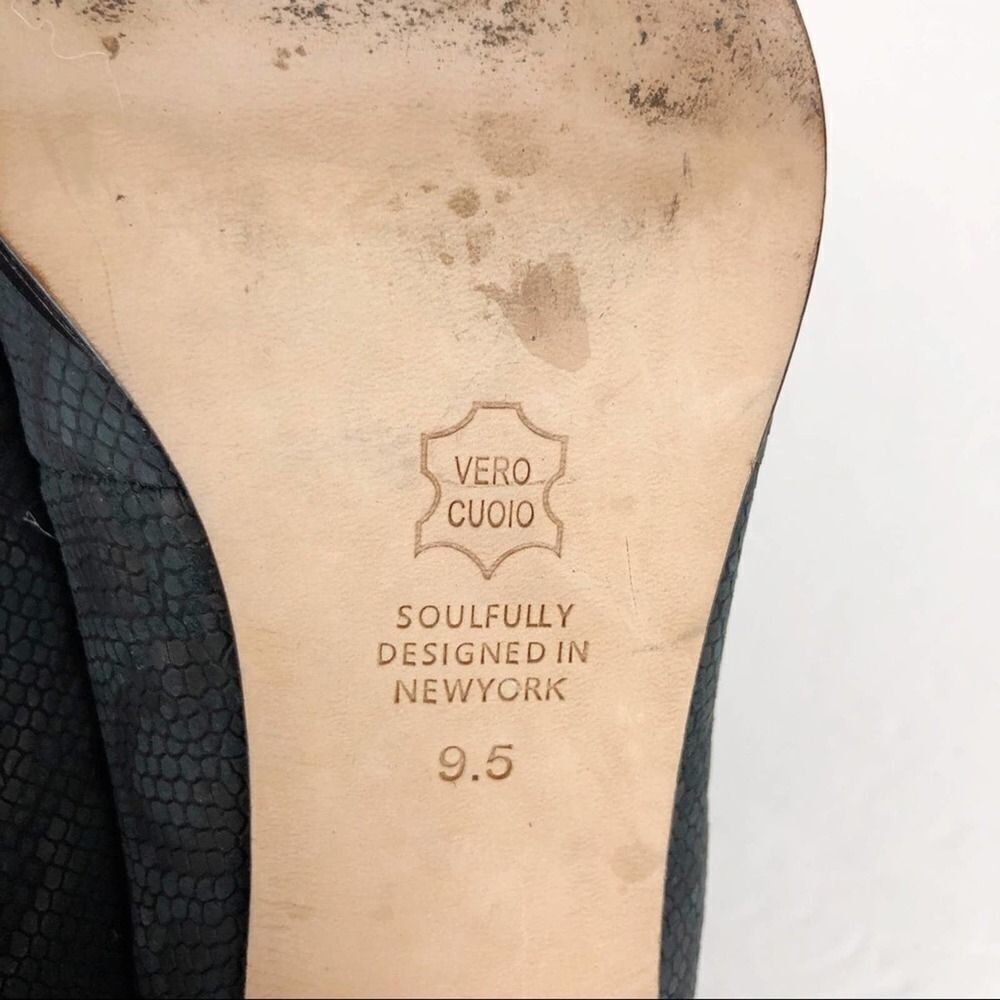 VERO
CUOIO
SOULFULLY
DESIGNED IN
NEWYORK
9.5